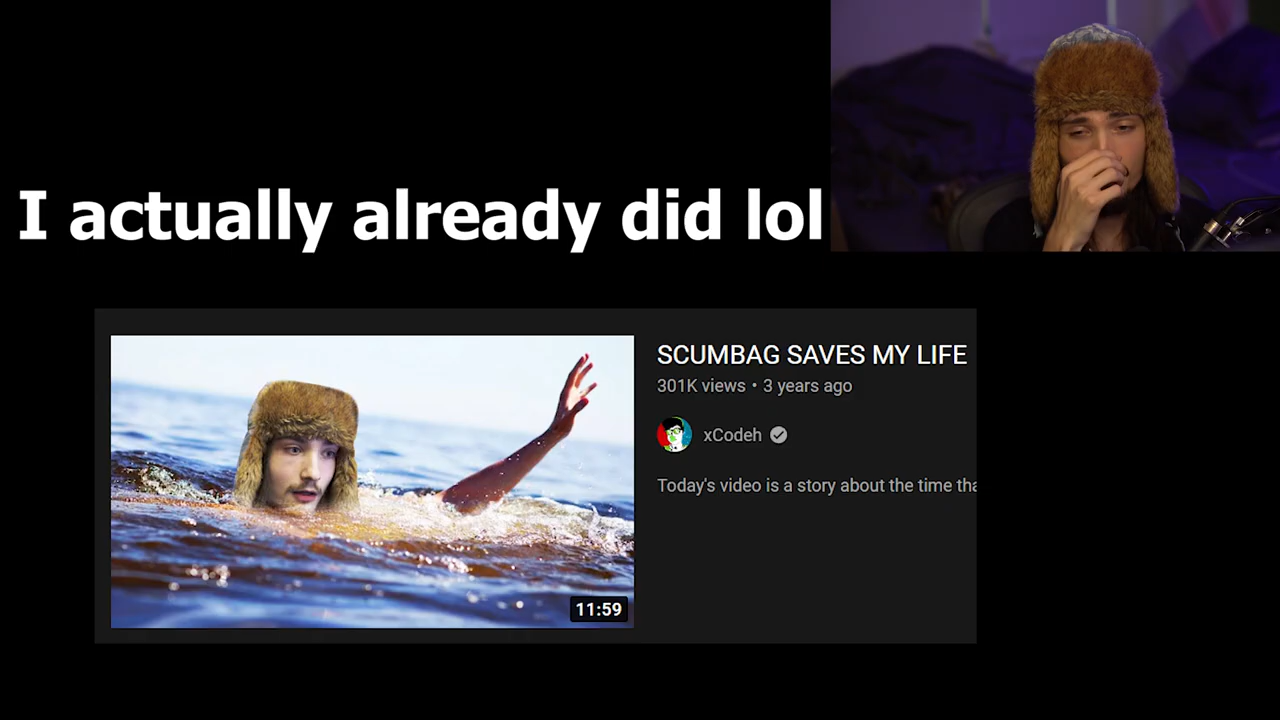 I actually already did lol
SCUMBAG SAVES MY LIFE
301K views • 3 years ago
xCodeh
Today's video is a story about the time tha
11:59